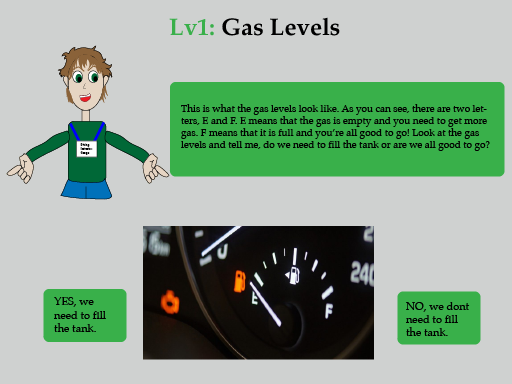 Lv1: Gas Levels
This is what the gas levels look like. As you can see, there are two let-
ters, E and F. E means that the gas is empty and you need to get more
gas. F means that it is full and you're all good to go! Look at the gas
levels and tell me, do we need to fill the tank or are we all good to go?
E
F
240
YES, we
need to fill
the tank.
NO, we dont
need to fill
the tank.